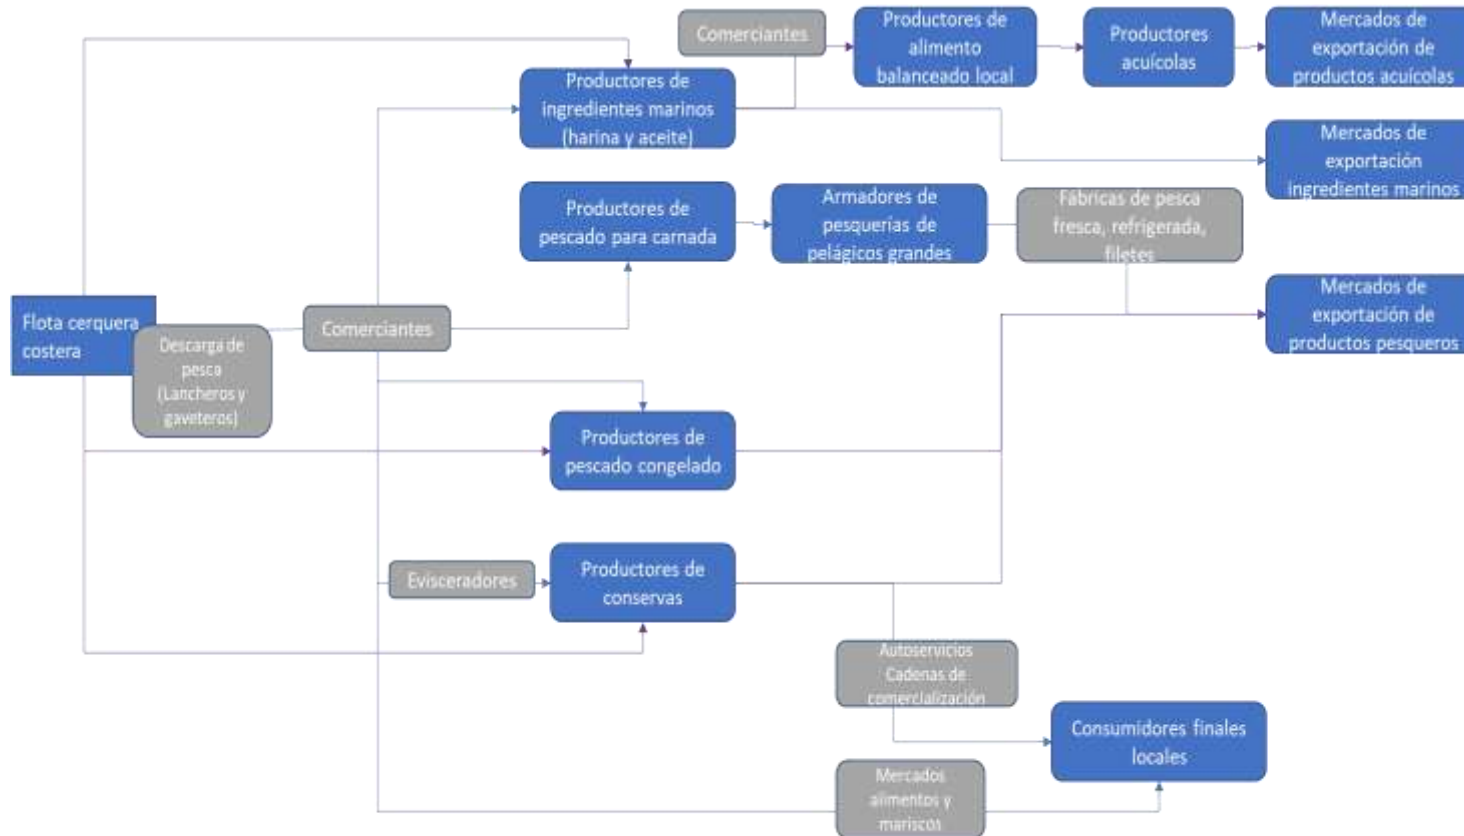 Comerciantes
Productores de
alimento
balanceado local
Productores
acuícolas
Mercados de
exportación de
productos acuícolas
Productores de
ingredientes marinos
(harina y aceite)
Mercados de
exportación
ingredientes marinos
Productores de
pescado para carnada
Armadores de
pesquerías de
pelágicos grandes
Fábricas de pesca
fresca, refrigerada,
filetes
Flota cerquera
costera
Descarga de
pesca
(Lancheros y
gaveteros)
Comerciantes
Mercados de
exportación de
productos pesqueros
Productores de
pescado congelado
Evisceradores
Productores de
conservas
Autoservicios
Cadenas de
comercialización
Consumidores finales
locales
Mercados
alimentos y
mariscos